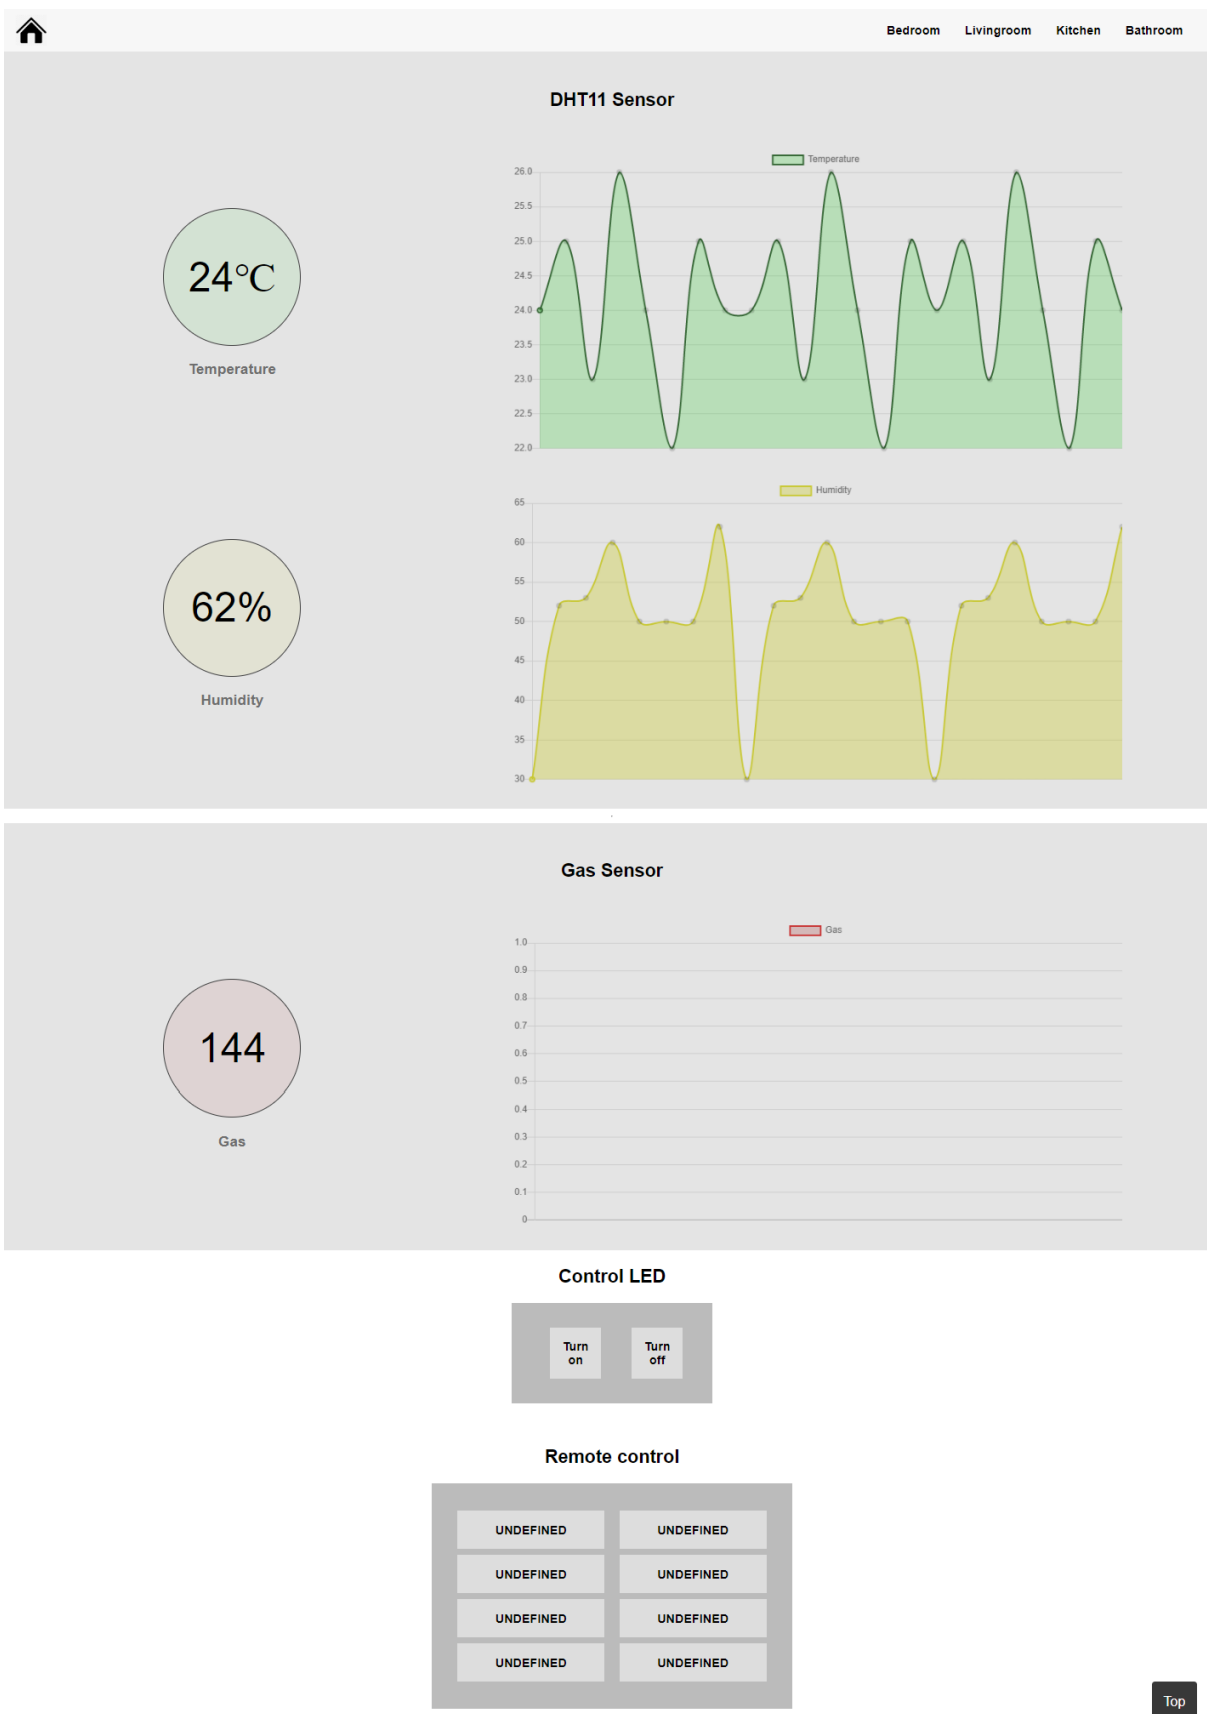 Bedroom Livingroom Kitchen Bathroom
DHT11 Sensor
24°C
Temperature
Temperature
26.0
25.5
25.0
24.5
24.0
23.5
23.0
22.5
22.0
62%
Humidity
Humidity
65
60
55
50
45
40
35
30
.
Gas Sensor
144
Gas
Gas
1.0
0.9
0.8
0.7
0.6
0.5
0.4
0.3
0.2
0.1
0
Control LED
Turn on
Turn off
Remote control
UNDEFINED UNDEFINED
UNDEFINED UNDEFINED
UNDEFINED UNDEFINED
UNDEFINED UNDEFINED
Top